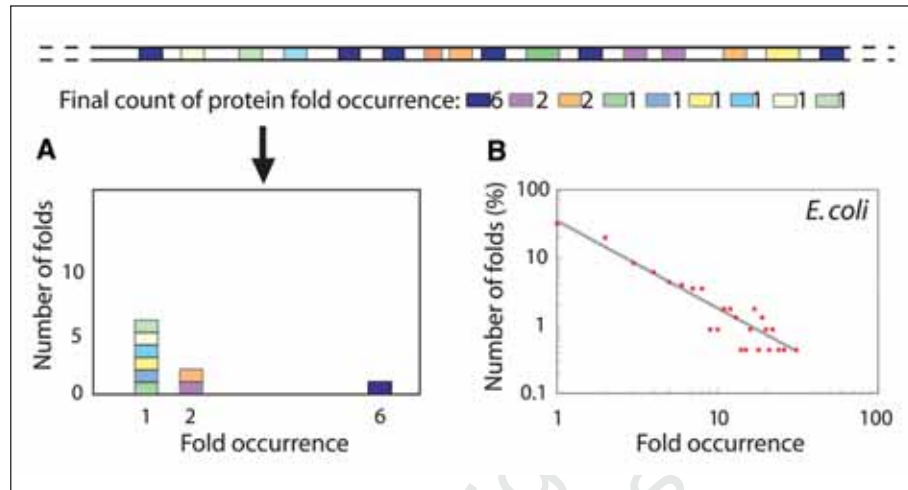 Final count of protein fold occurrence: 6 2 2 1 1 1 1 1 1
A
B
Number of folds
10
5
0
1 2 6
Fold occurrence
Number of folds (%)
100
10
1
0.1
E. coli
1 10 100
Fold occurrence